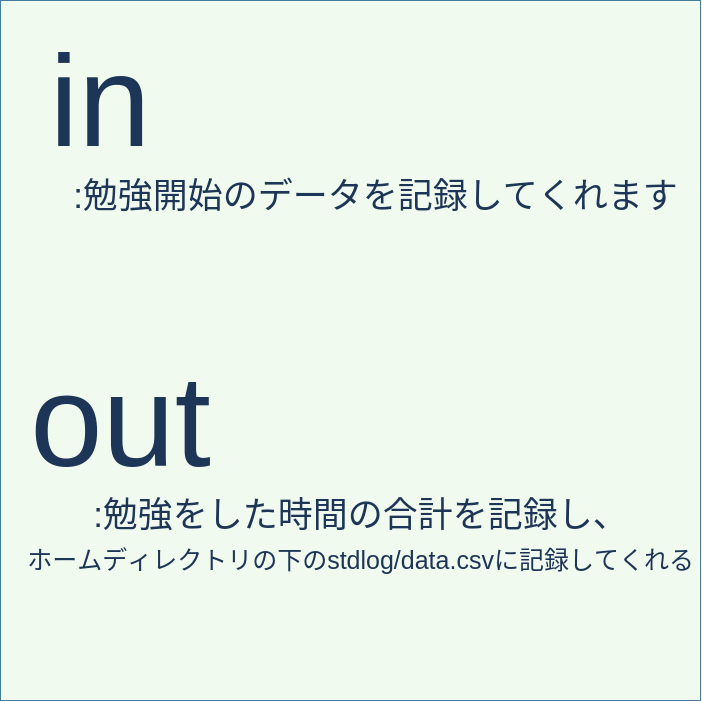 in
:勉強開始のデータを記録してくれます
out
:勉強をした時間の合計を記録し、
ホームディレクトリの下のstdlog/data.csvに記録してくれる